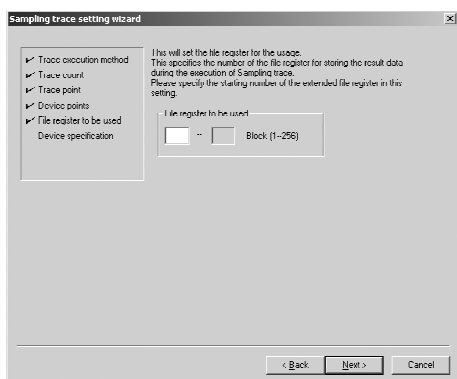 Sampling trace setting wizard
Trace execution method
Trace count
Trace point
Device points
File register to be used
Device specification
This will set the file register for the usage.
This specifies the number of the file register for storing the result data
during the execution of Sampling trace.
Please specify the starting number of the extended file register in this
setting.
File register to be used
-- Block (1--256)
< Back Next > Cancel